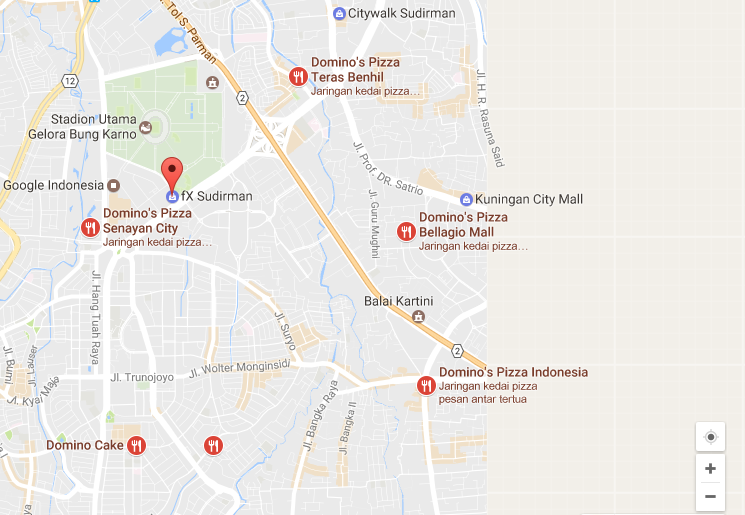 Citywalk Sudirman
Tol S. Parman
Domino's Pizza
Teras Benhil
Jaringan kedai pizza…
12
2
Jl. H. R. Rasuna Said
Stadion Utama
Gelora Bung Karno
Jl. Prof. DR. Satrio
Google Indonesia
fX Sudirman
Kuningan City Mall
Jl. Guru Mughni
Domino's Pizza
Senayan City
Jaringan kedai pizza…
Domino's Pizza
Bellagio Mall
Jaringan kedai pizza…
Jl. Hang Tuah Raya
Balai Kartini
Jl. Suryo
2
Jl. Bumi
Jl. Leuser
Jl. Wolter Monginsidi
Domino's Pizza Indonesia
Jaringan kedai pizza
pesan antar tertua
Jl. Trunojoyo
Jl. Kyai Maja
Jl. Bangka Raya
Jl. Bangka II
Domino Cake
+
−